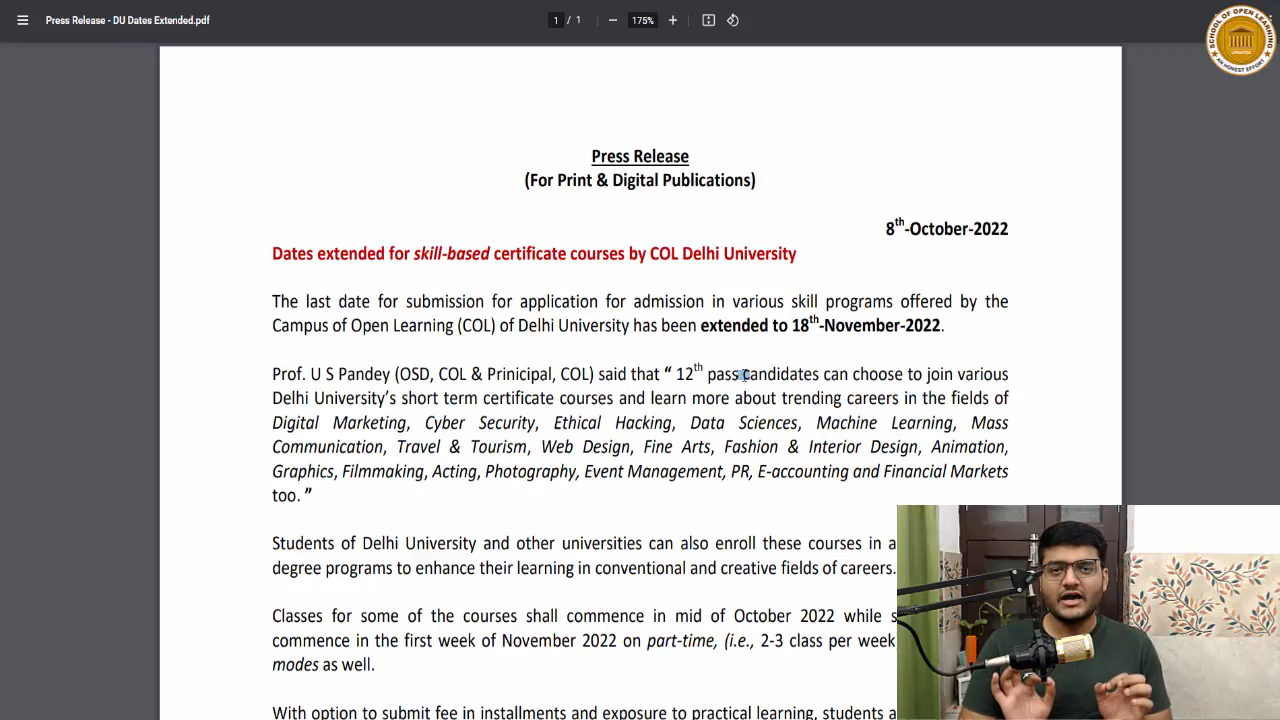 Press Release - DU Dates Extended.pdf
1 / 1
175%
SCHOOL OF OPEN LEARNING
UPDATES
AN HONEST EFFORT
Press Release
(For Print & Digital Publications)
8th-October-2022
Dates extended for skill-based certificate courses by COL Delhi University
The last date for submission for application for admission in various skill programs offered by the
Campus of Open Learning (COL) of Delhi University has been extended to 18th-November-2022.
Prof. U S Pandey (OSD, COL & Prinicipal, COL) said that “ 12th pass candidates can choose to join various
Delhi University’s short term certificate courses and learn more about trending careers in the fields of
Digital Marketing, Cyber Security, Ethical Hacking, Data Sciences, Machine Learning, Mass
Communication, Travel & Tourism, Web Design, Fine Arts, Fashion & Interior Design, Animation,
Graphics, Filmmaking, Acting, Photography, Event Management, PR, E-accounting and Financial Markets
too. ”
Students of Delhi University and other universities can also enroll these courses in a
degree programs to enhance their learning in conventional and creative fields of careers.
Classes for some of the courses shall commence in mid of October 2022 while s
commence in the first week of November 2022 on part-time, (i.e., 2-3 class per week
modes as well.
With option to submit fee in installments and exposure to practical learning, students a